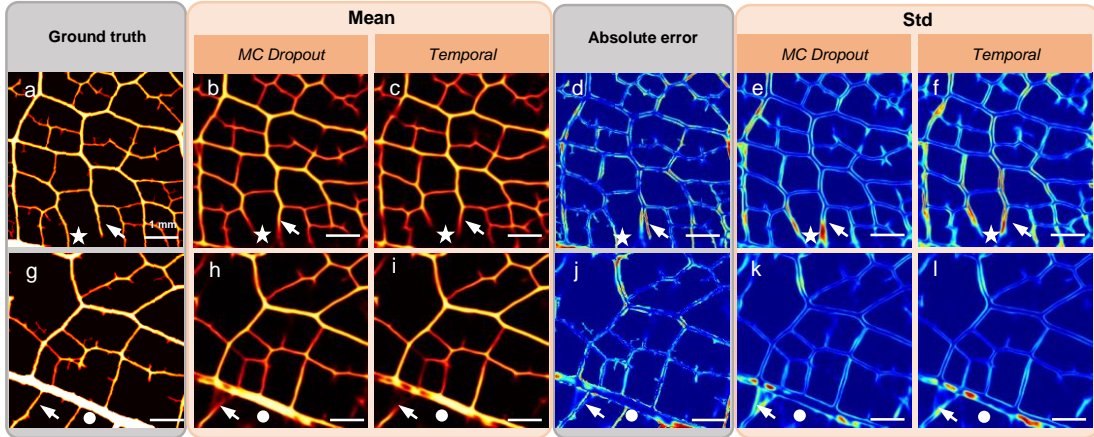 Mean
Std
Ground truth
Absolute error
MC Dropout
Temporal
MC Dropout
Temporal
a
b
c
d
e
f
1 mm
g
h
i
j
k
l